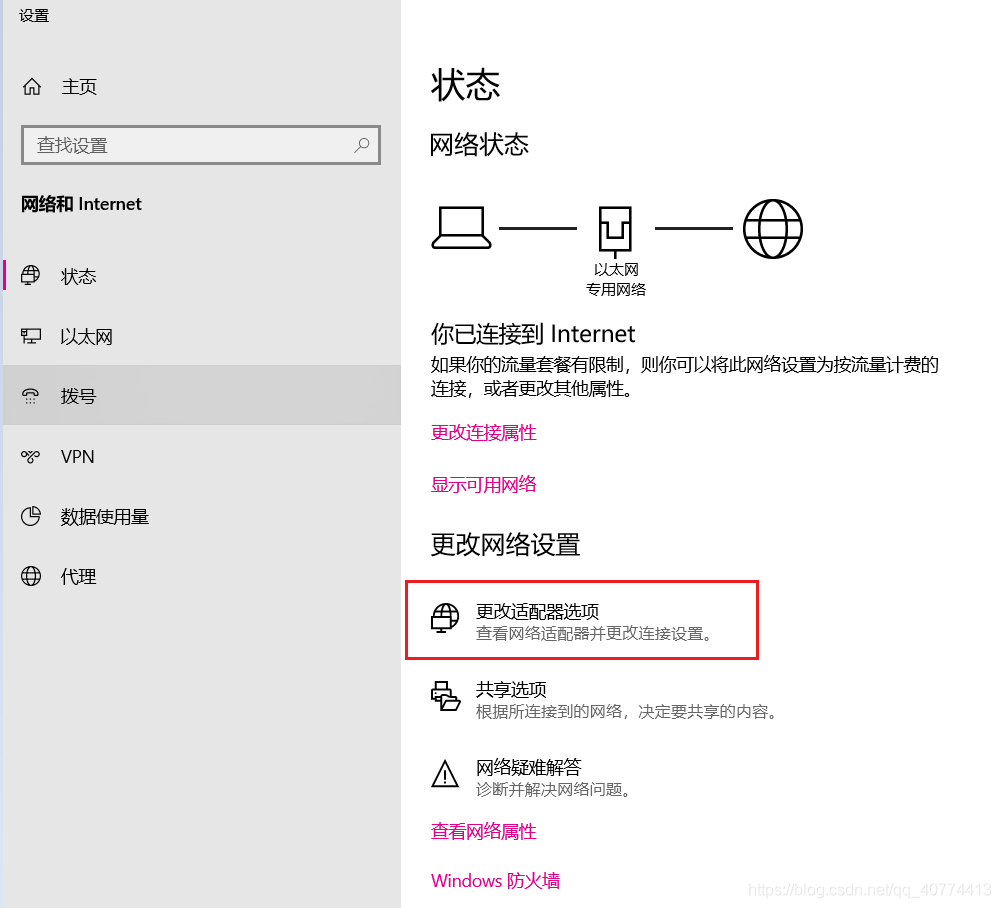 设置
主页
查找设置
网络和 Internet
状态
以太网
拨号
VPN
数据使用量
代理
状态
网络状态
以太网
专用网络
你已连接到 Internet
如果你的流量套餐有限制，则你可以将此网络设置为按流量计费的
连接，或者更改其他属性。
更改连接属性
显示可用网络
更改网络设置
更改适配器选项
查看网络适配器并更改连接设置。
共享选项
根据所连接到的网络，决定要共享的内容。
网络疑难解答
诊断并解决网络问题。
查看网络属性
Windows 防火墙
https://blog.csdn.net/qq_40774413